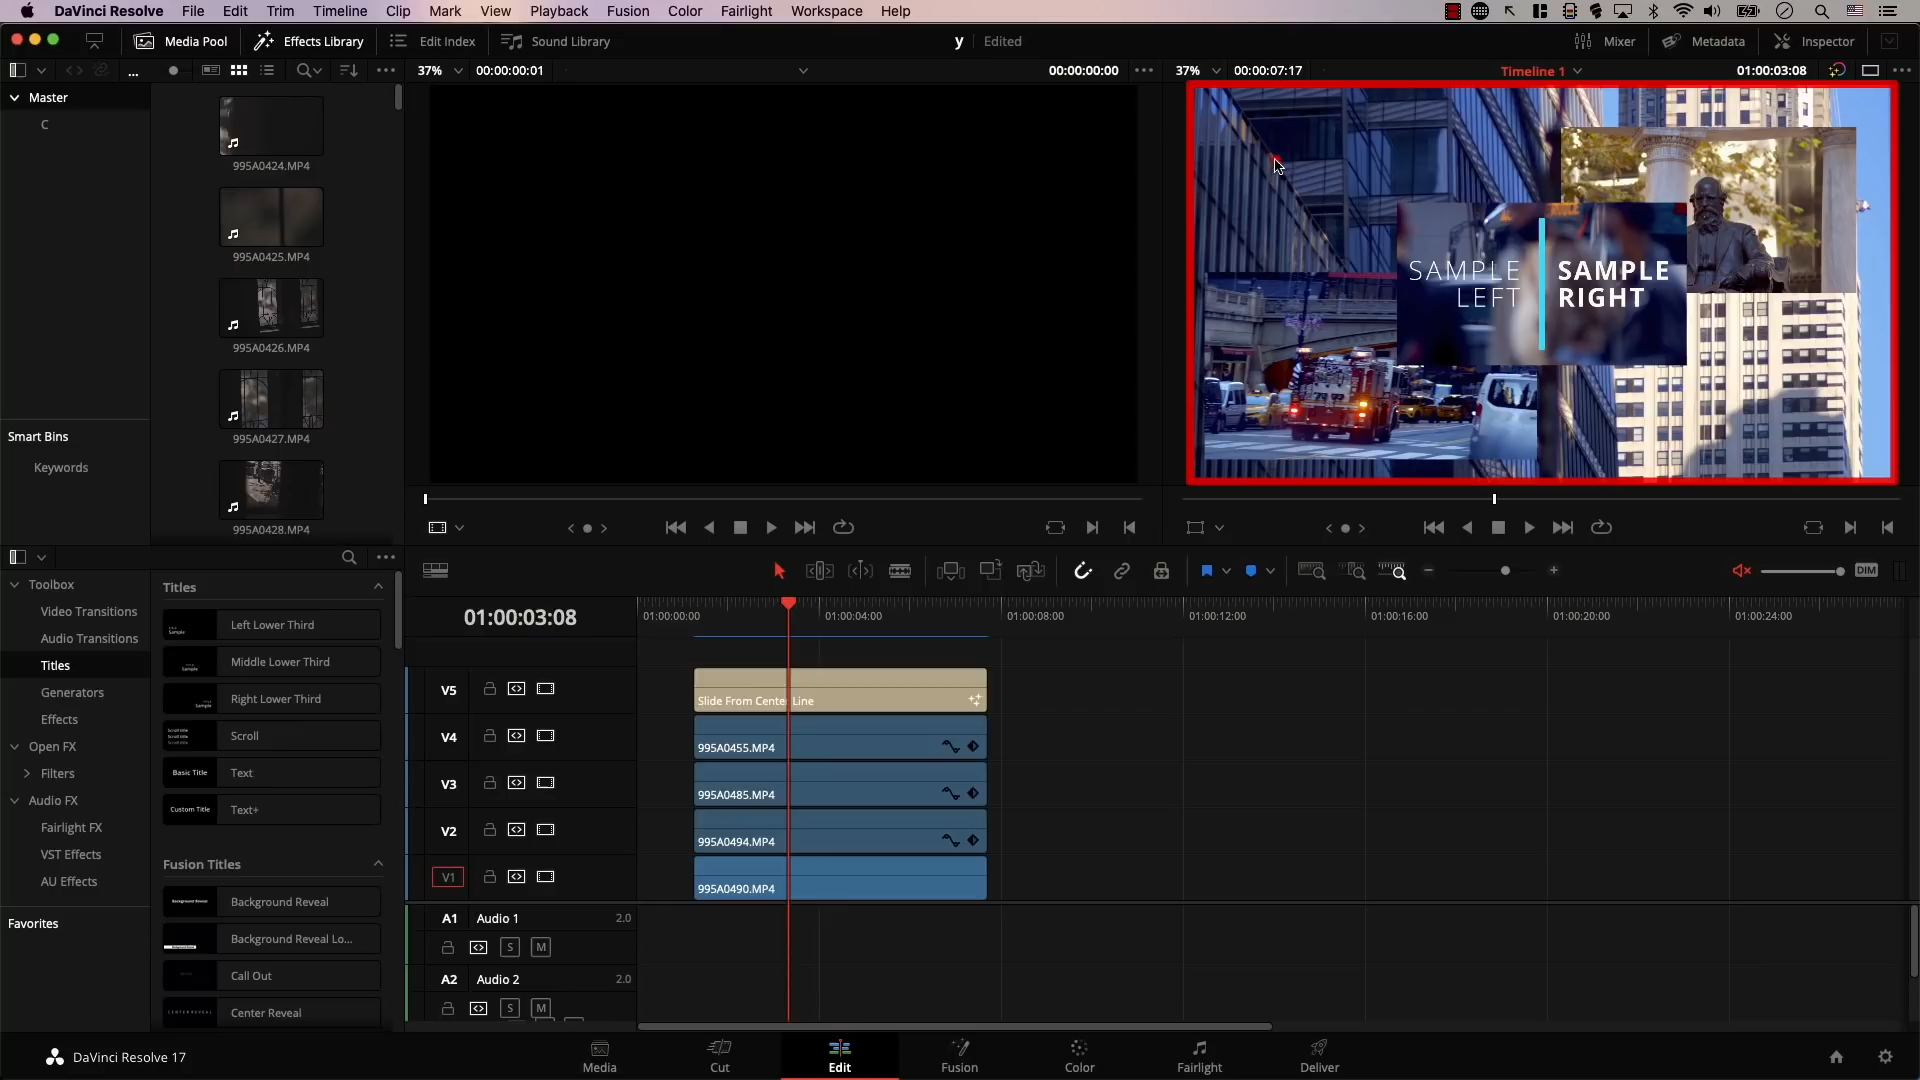 DaVinci Resolve File Edit Trim Timeline Clip Mark View Playback Fusion Color Fairlight Workspace Help
Media Pool Effects Library Edit Index Sound Library y Edited Mixer Metadata Inspector
... 37% 00:00:00:01 00:00:00:00 37% 00:00:07:17 Timeline 1 01:00:03:08
Master
C
995A0424.MP4
995A0425.MP4
995A0426.MP4
995A0427.MP4
995A0428.MP4
Smart Bins
Keywords
SAMPLE
LEFT
SAMPLE
RIGHT
Toolbox
Video Transitions
Audio Transitions
Titles
Generators
Effects
Open FX
Filters
Audio FX
Fairlight FX
VST Effects
AU Effects
Favorites
Titles
Left Lower Third
Middle Lower Third
Right Lower Third
Scroll
Basic Title Text
Custom Title Text+
Fusion Titles
Background Reveal
Background Reveal Lo...
Call Out
Center Reveal
DIM
01:00:03:08
01:00:00:00 01:00:04:00 01:00:08:00 01:00:12:00 01:00:16:00 01:00:20:00 01:00:24:00
V5 Slide From Center Line
V4 995A0455.MP4
V3 995A0485.MP4
V2 995A0494.MP4
V1 995A0490.MP4
A1 Audio 1 2.0
S M
A2 Audio 2 2.0
S M
DaVinci Resolve 17
Media Cut Edit Fusion Color Fairlight Deliver